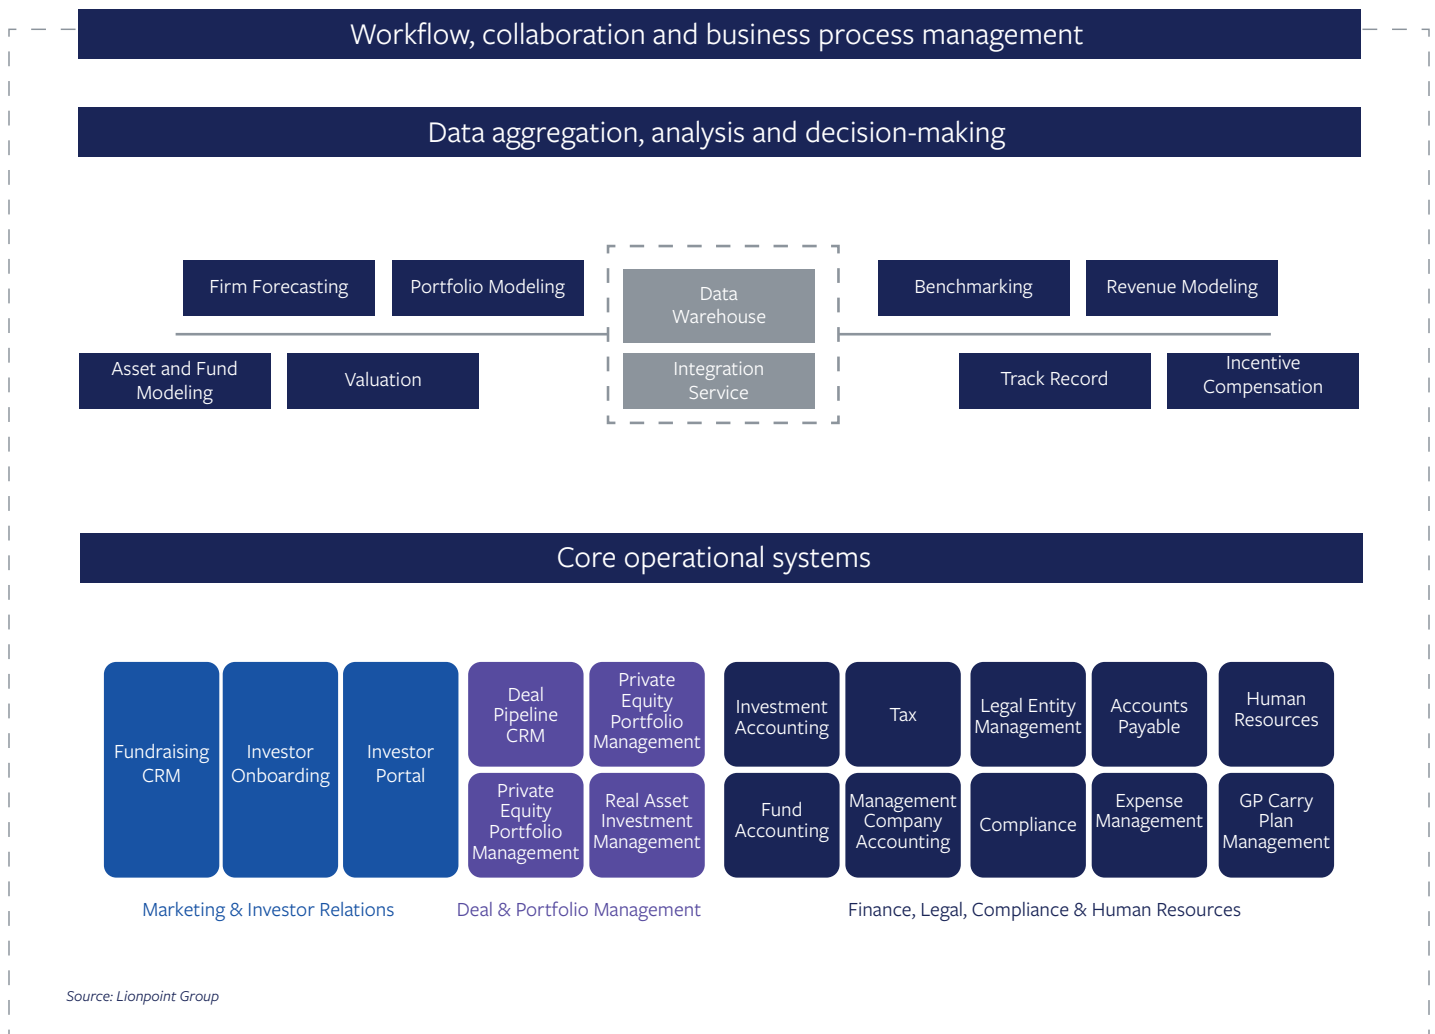 Workflow, collaboration and business process management
Data aggregation, analysis and decision-making
Firm Forecasting
Portfolio Modeling
Data
Warehouse
Benchmarking
Revenue Modeling
Asset and Fund
Modeling
Valuation
Integration
Service
Track Record
Incentive
Compensation
Core operational systems
Fundraising
CRM
Investor
Onboarding
Investor
Portal
Deal
Pipeline
CRM
Private
Equity
Portfolio
Management
Private
Equity
Portfolio
Management
Real Asset
Investment
Management
Investment
Accounting
Tax
Legal Entity
Management
Accounts
Payable
Human
Resources
Fund
Accounting
Management
Company
Accounting
Compliance
Expense
Management
GP Carry
Plan
Management
Marketing & Investor Relations
Deal & Portfolio Management
Finance, Legal, Compliance & Human Resources
Source: Lionpoint Group